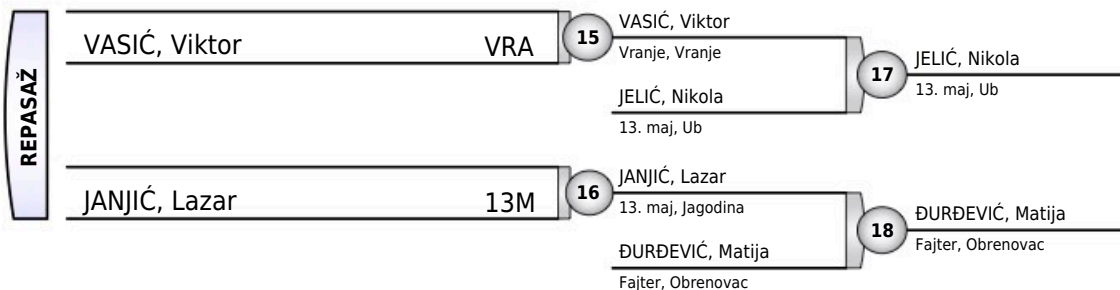 REPASAŽ
VASIĆ, Viktor VRA
15
VASIĆ, Viktor
Vranje, Vranje
JELIĆ, Nikola
13. maj, Ub
17
JELIĆ, Nikola
13. maj, Ub
JANJIĆ, Lazar 13M
16
JANJIĆ, Lazar
13. maj, Jagodina
ĐURĐEVIĆ, Matija
Fajter, Obrenovac
18
ĐURĐEVIĆ, Matija
Fajter, Obrenovac